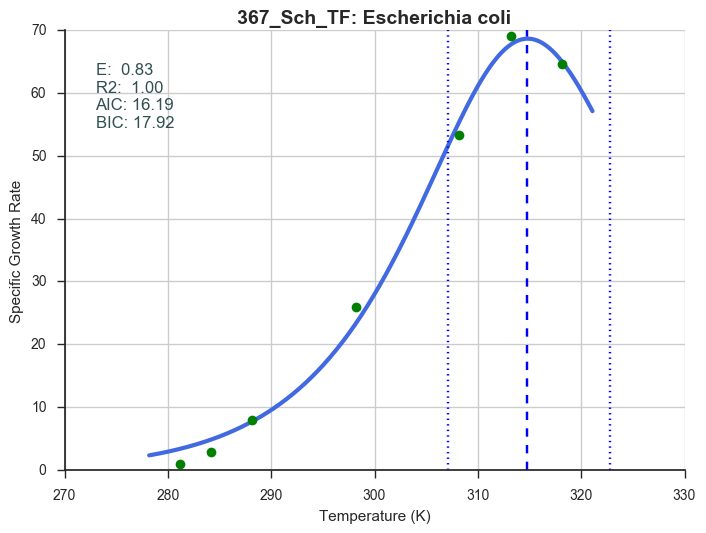 367_Sch_TF: Escherichia coli
E:  0.83
R2:  1.00
AIC: 16.19
BIC: 17.92
Specific Growth Rate
70
60
50
40
30
20
10
0
270 280 290 300 310 320 330
Temperature (K)